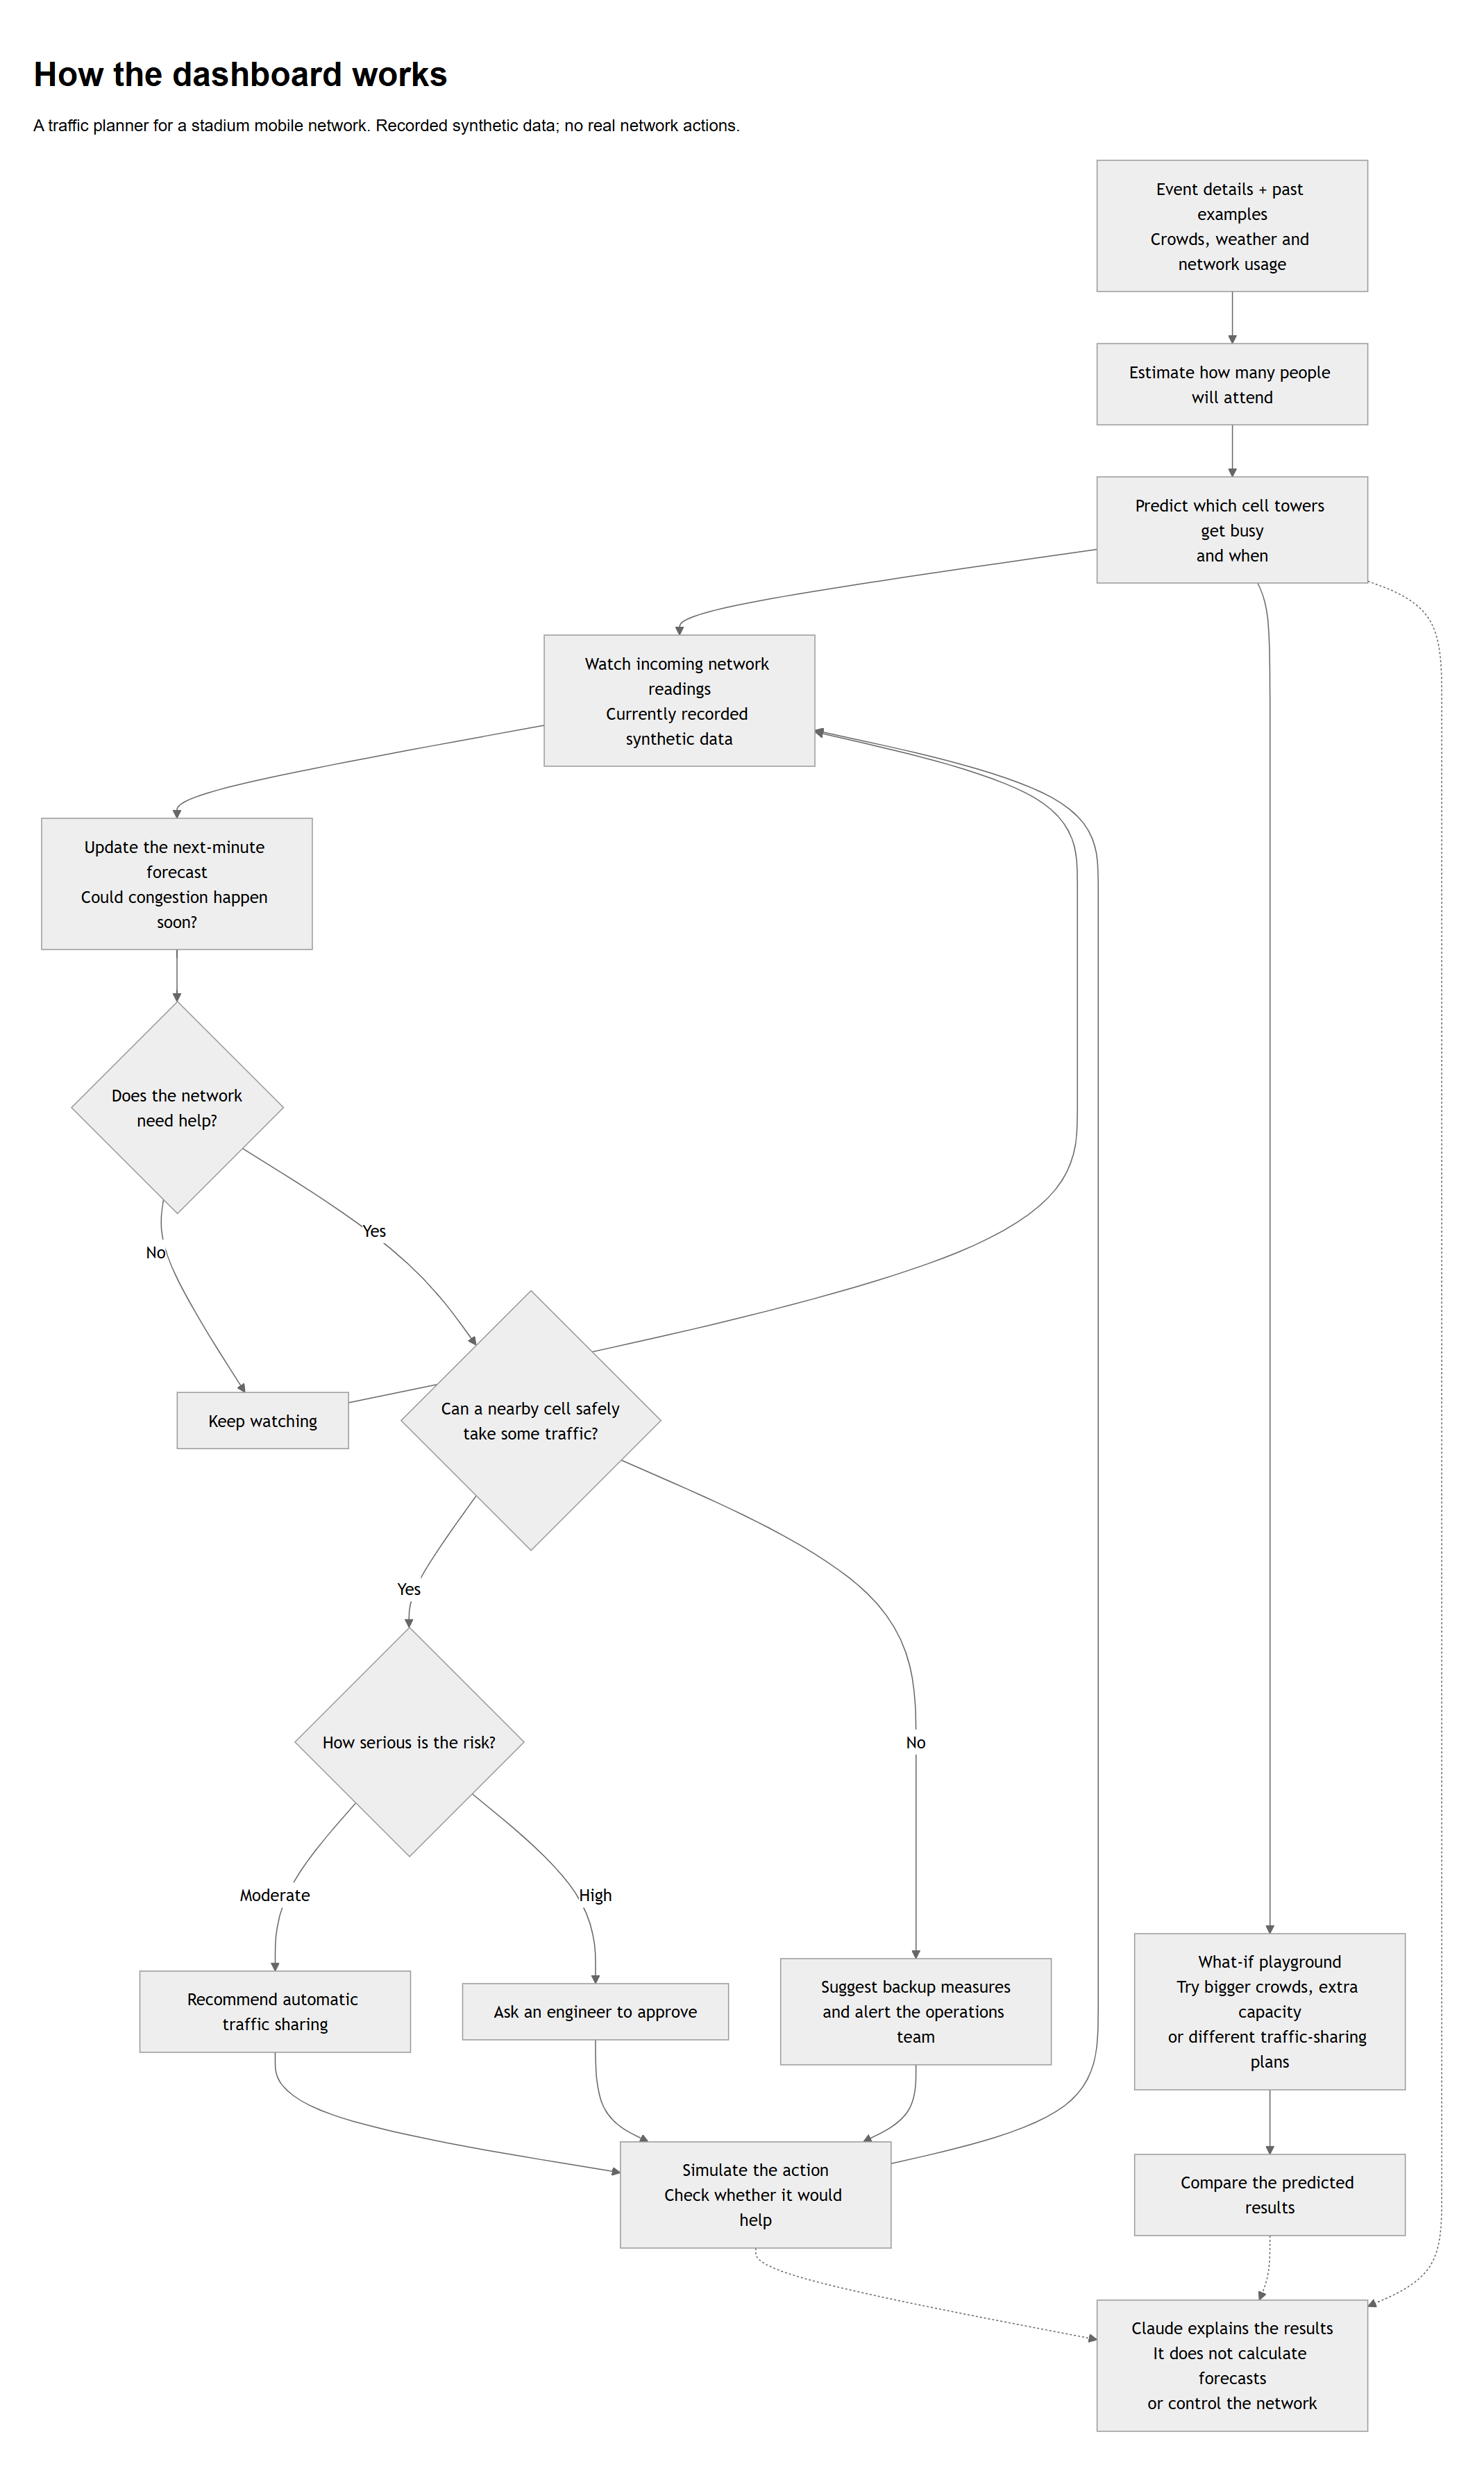 How the dashboard works
A traffic planner for a stadium mobile network. Recorded synthetic data; no real network actions.
Event details + past
examples
Crowds, weather and
network usage
Estimate how many people
will attend
Predict which cell towers
get busy
and when
Watch incoming network
readings
Currently recorded
synthetic data
Update the next-minute
forecast
Could congestion happen
soon?
Does the network
need help?
Yes
No
Keep watching
Can a nearby cell safely
take some traffic?
Yes
How serious is the risk?
No
Moderate
High
Recommend automatic
traffic sharing
Ask an engineer to approve
Suggest backup measures
and alert the operations
team
What-if playground
Try bigger crowds, extra
capacity
or different traffic-sharing
plans
Simulate the action
Check whether it would
help
Compare the predicted
results
Claude explains the results
It does not calculate
forecasts
or control the network